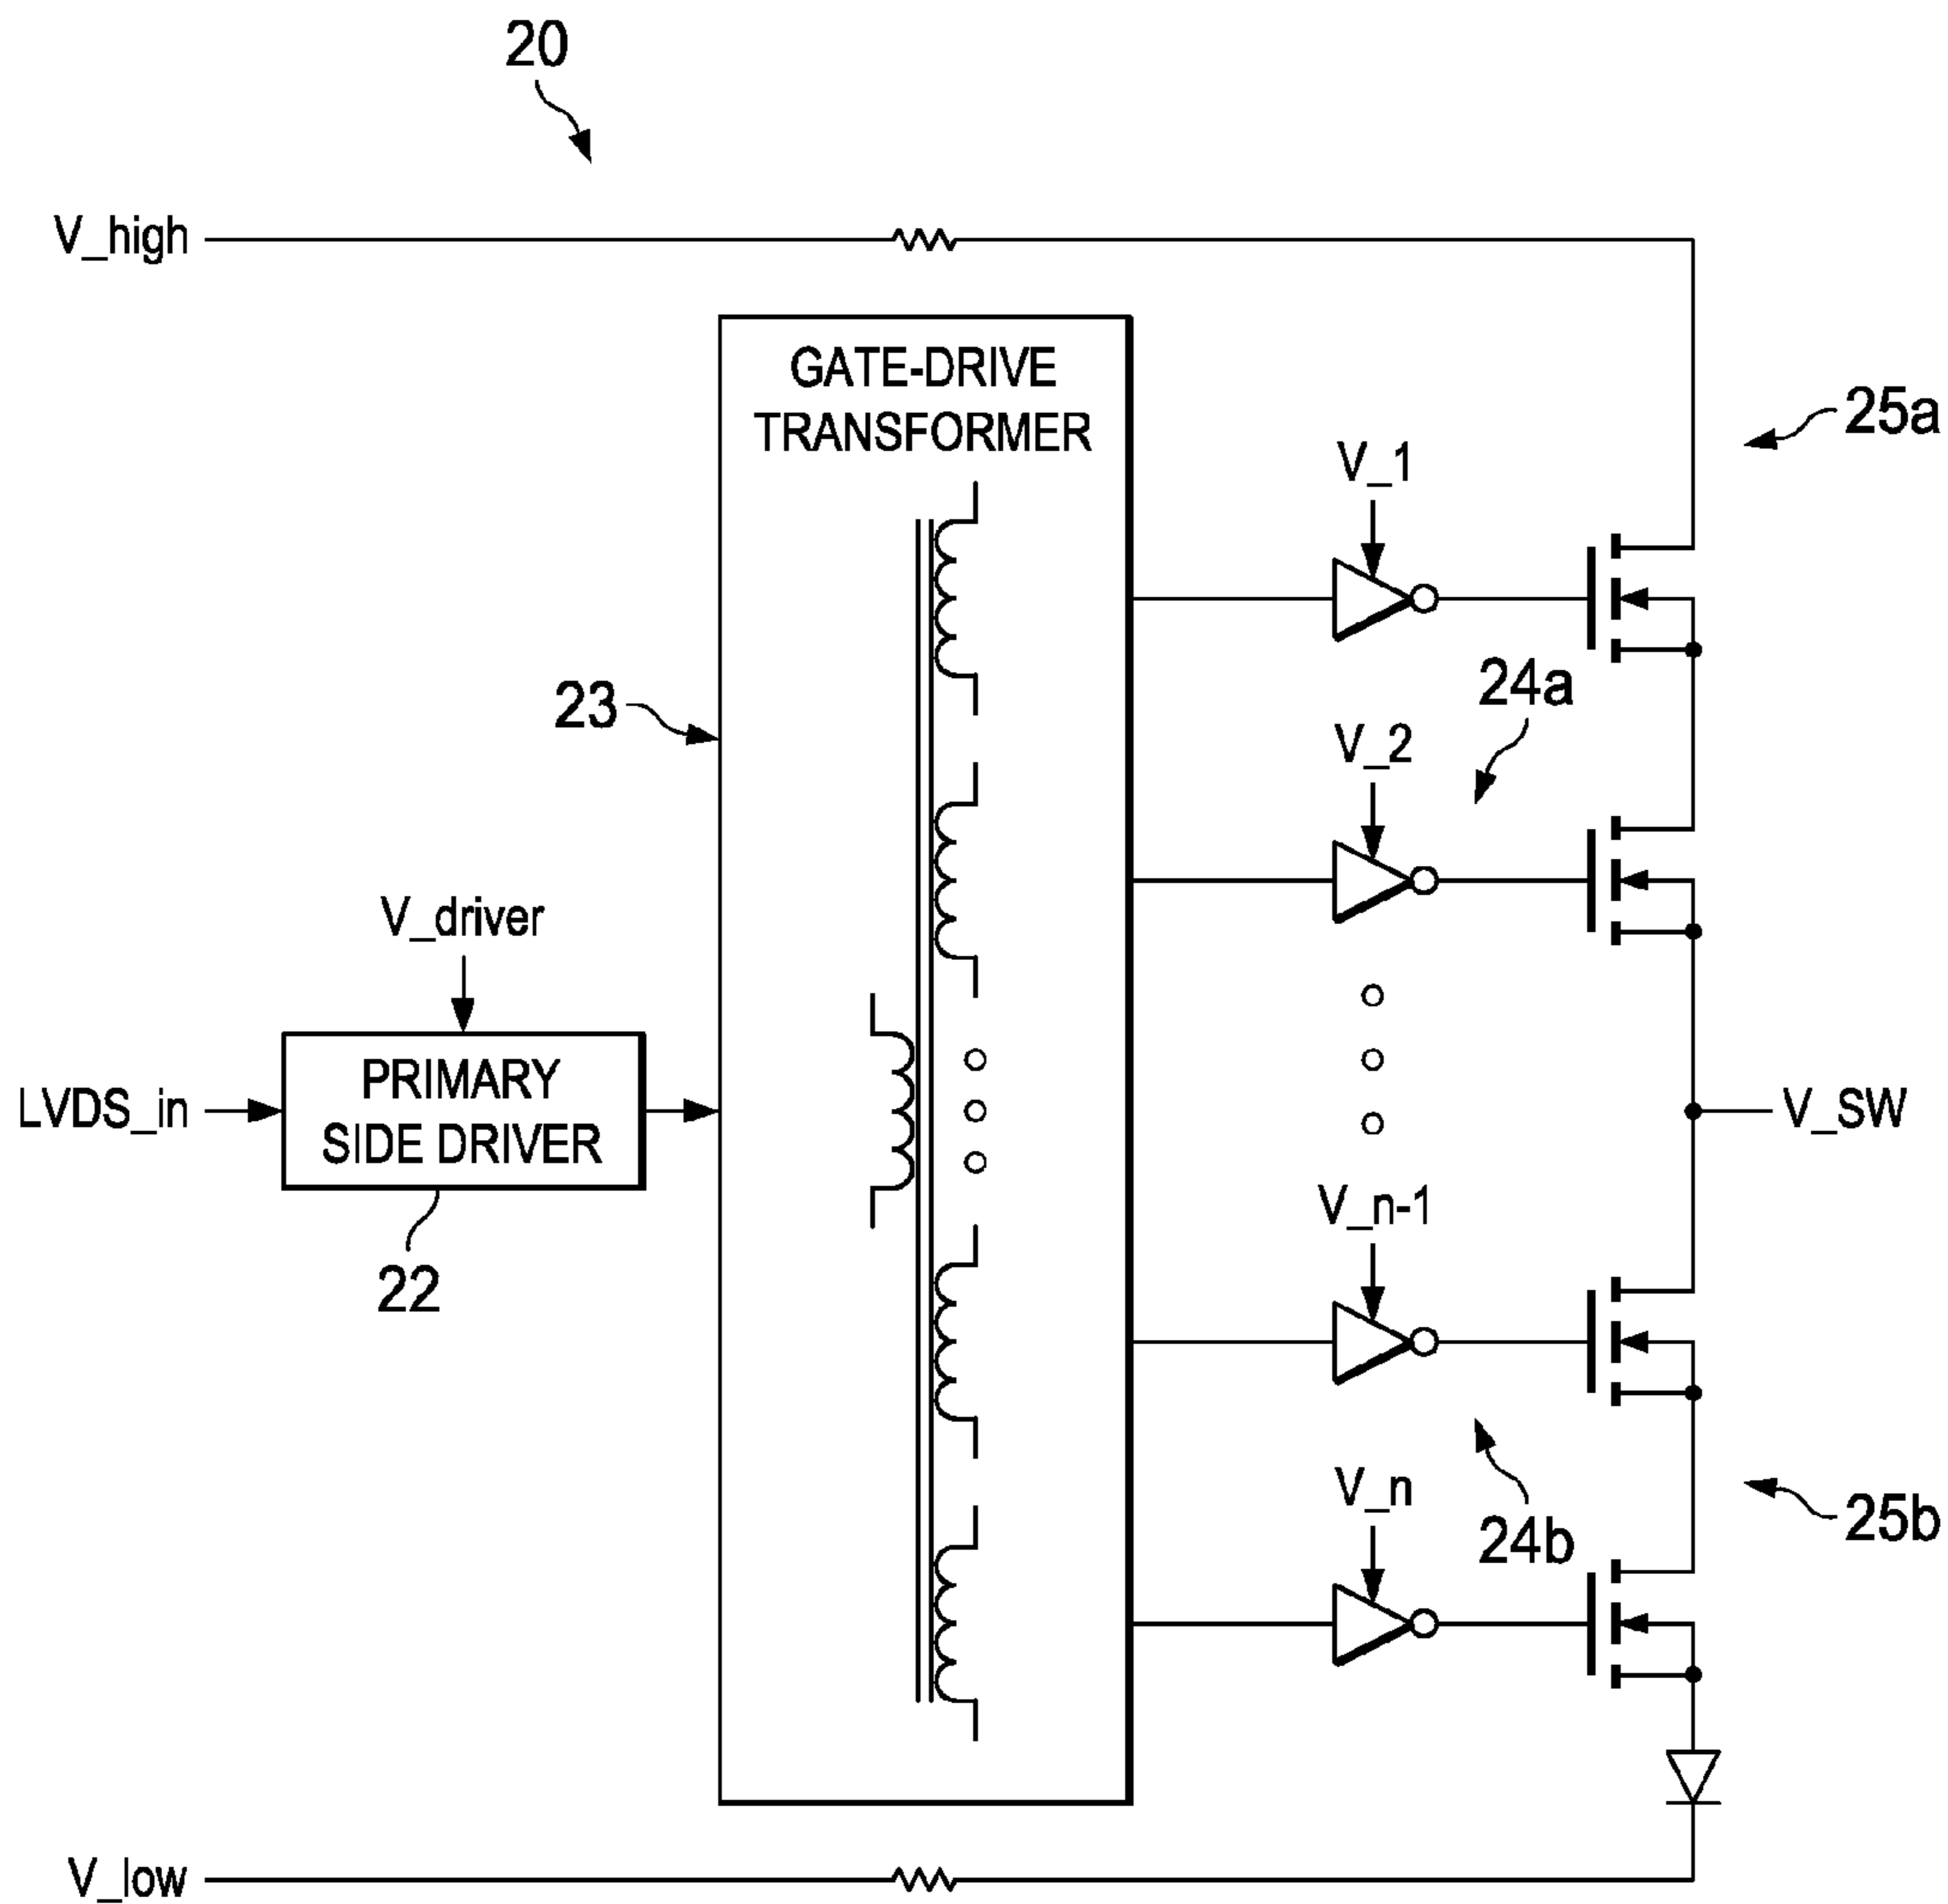 20
V_high
GATE-DRIVE
TRANSFORMER
25a
V_1
24a
23
V_2
V_driver
LVDS_in
PRIMARY
SIDE DRIVER
V_SW
22
V_n-1
V_n
24b
25b
V_low